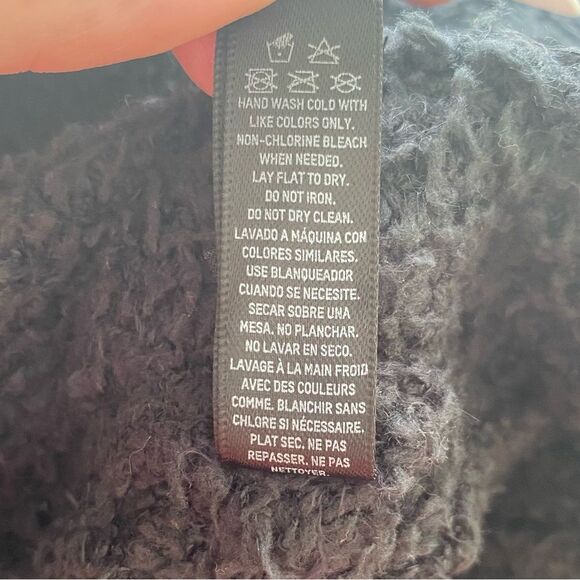 HAND WASH COLD WITH
LIKE COLORS ONLY.
NON-CHLORINE BLEACH
WHEN NEEDED.
LAY FLAT TO DRY.
DO NOT IRON.
DO NOT DRY CLEAN.
LAVADO A MÁQUINA CON
COLORES SIMILARES.
USE BLANQUEADOR
CUANDO SE NECESITE.
SECAR SOBRE UNA
MESA. NO PLANCHAR.
NO LAVAR EN SECO.
LAVAGE À LA MAIN FROID
AVEC DES COULEURS
COMME. BLANCHIR SANS
CHLORE SI NÉCESSAIRE.
PLAT SEC. NE PAS
REPASSER. NE PAS
NETTOYER.